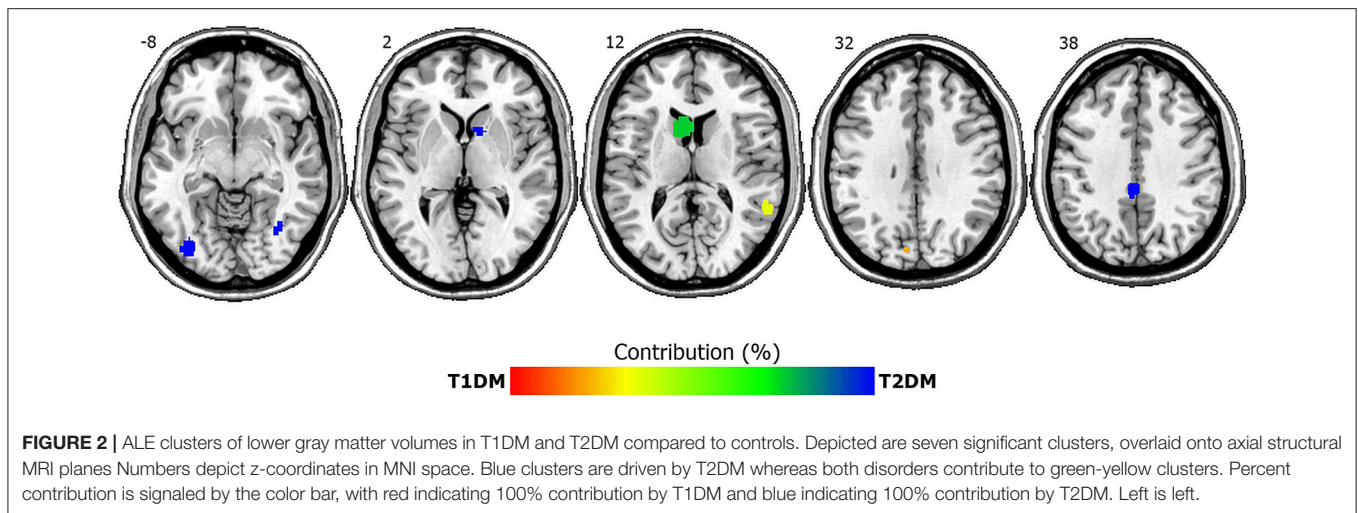 -8 2 12 32 38
Contribution (%)
T1DM T2DM
FIGURE 2 | ALE clusters of lower gray matter volumes in T1DM and T2DM compared to controls. Depicted are seven significant clusters, overlaid onto axial structural
MRI planes Numbers depict z-coordinates in MNI space. Blue clusters are driven by T2DM whereas both disorders contribute to green-yellow clusters. Percent
contribution is signaled by the color bar, with red indicating 100% contribution by T1DM and blue indicating 100% contribution by T2DM. Left is left.